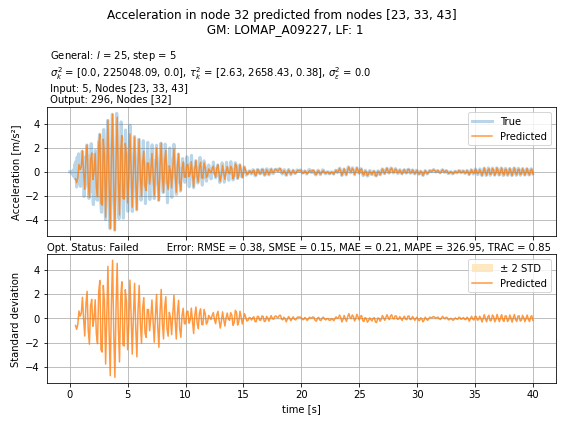 Acceleration in node 32 predicted from nodes [23, 33, 43]
GM: LOMAP_A09227, LF: 1
General: l = 25, step = 5
σ²ₖ = [0.0, 225048.09, 0.0], τ²ₖ = [2.63, 2658.43, 0.38], σ²ε = 0.0
Input: 5, Nodes [23, 33, 43]
Output: 296, Nodes [32]
Acceleration [m/s²]
4
2
0
−2
−4
True
Predicted
Opt. Status: Failed
Error: RMSE = 0.38, SMSE = 0.15, MAE = 0.21, MAPE = 326.95, TRAC = 0.85
Standard deviation
4
2
0
−2
−4
± 2 STD
Predicted
0 5 10 15 20 25 30 35 40
time [s]